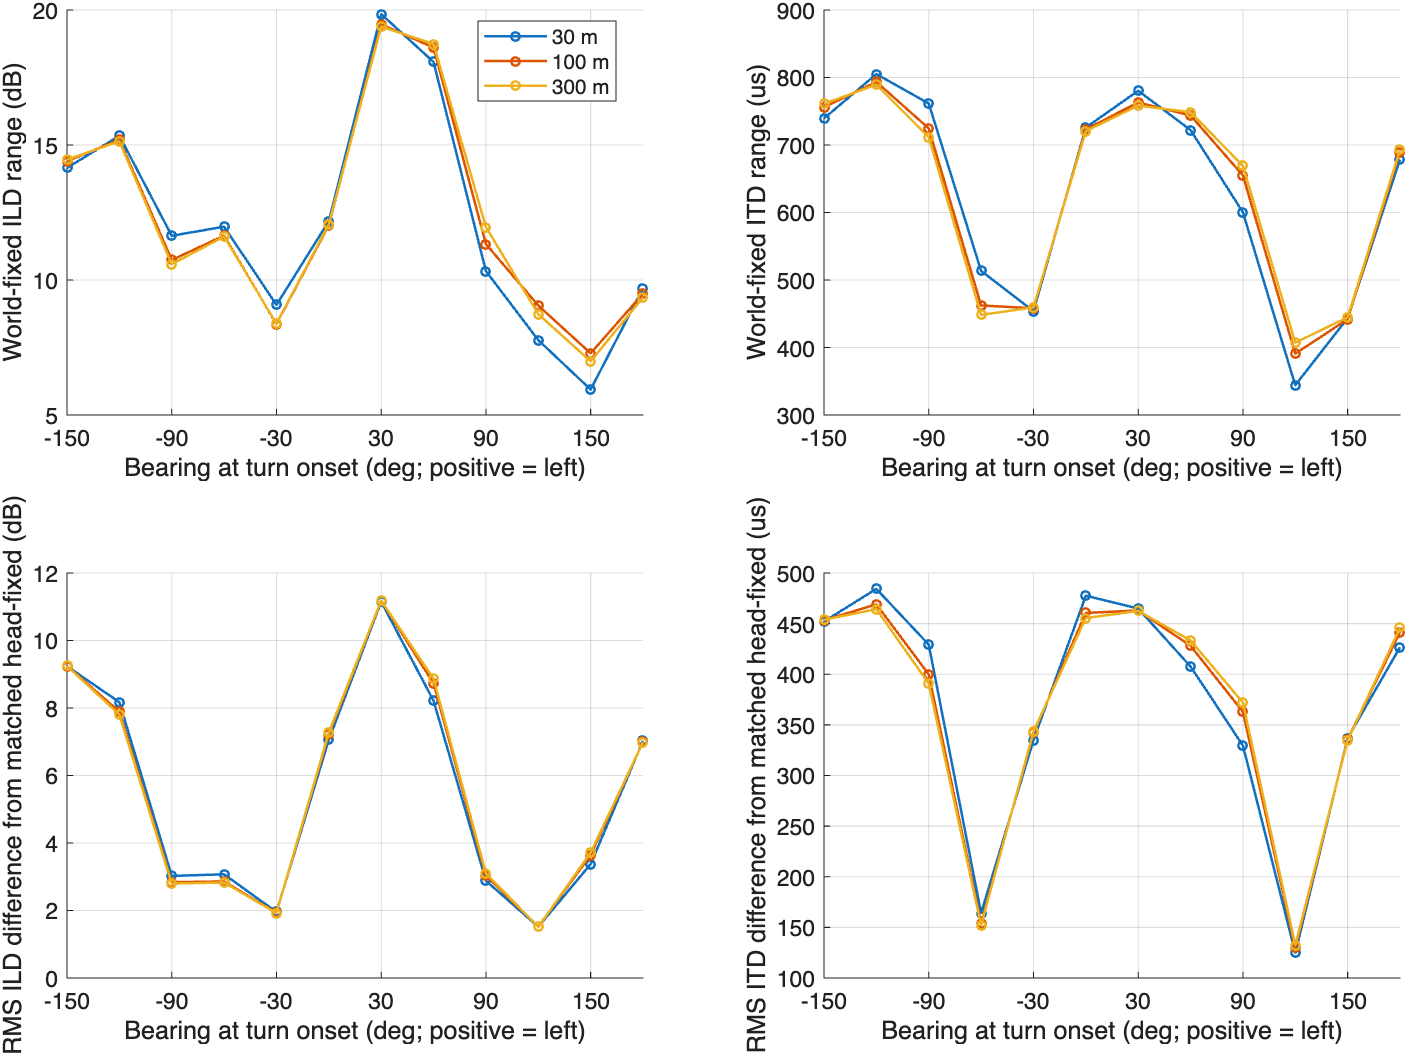 World-fixed ILD range (dB)
20
15
10
5
-150 -90 -30 30 90 150
Bearing at turn onset (deg; positive = left)
30 m
100 m
300 m
World-fixed ITD range (us)
900
800
700
600
500
400
300
-150 -90 -30 30 90 150
Bearing at turn onset (deg; positive = left)
RMS ILD difference from matched head-fixed (dB)
12
10
8
6
4
2
0
-150 -90 -30 30 90 150
Bearing at turn onset (deg; positive = left)
RMS ITD difference from matched head-fixed (us)
500
450
400
350
300
250
200
150
100
-150 -90 -30 30 90 150
Bearing at turn onset (deg; positive = left)